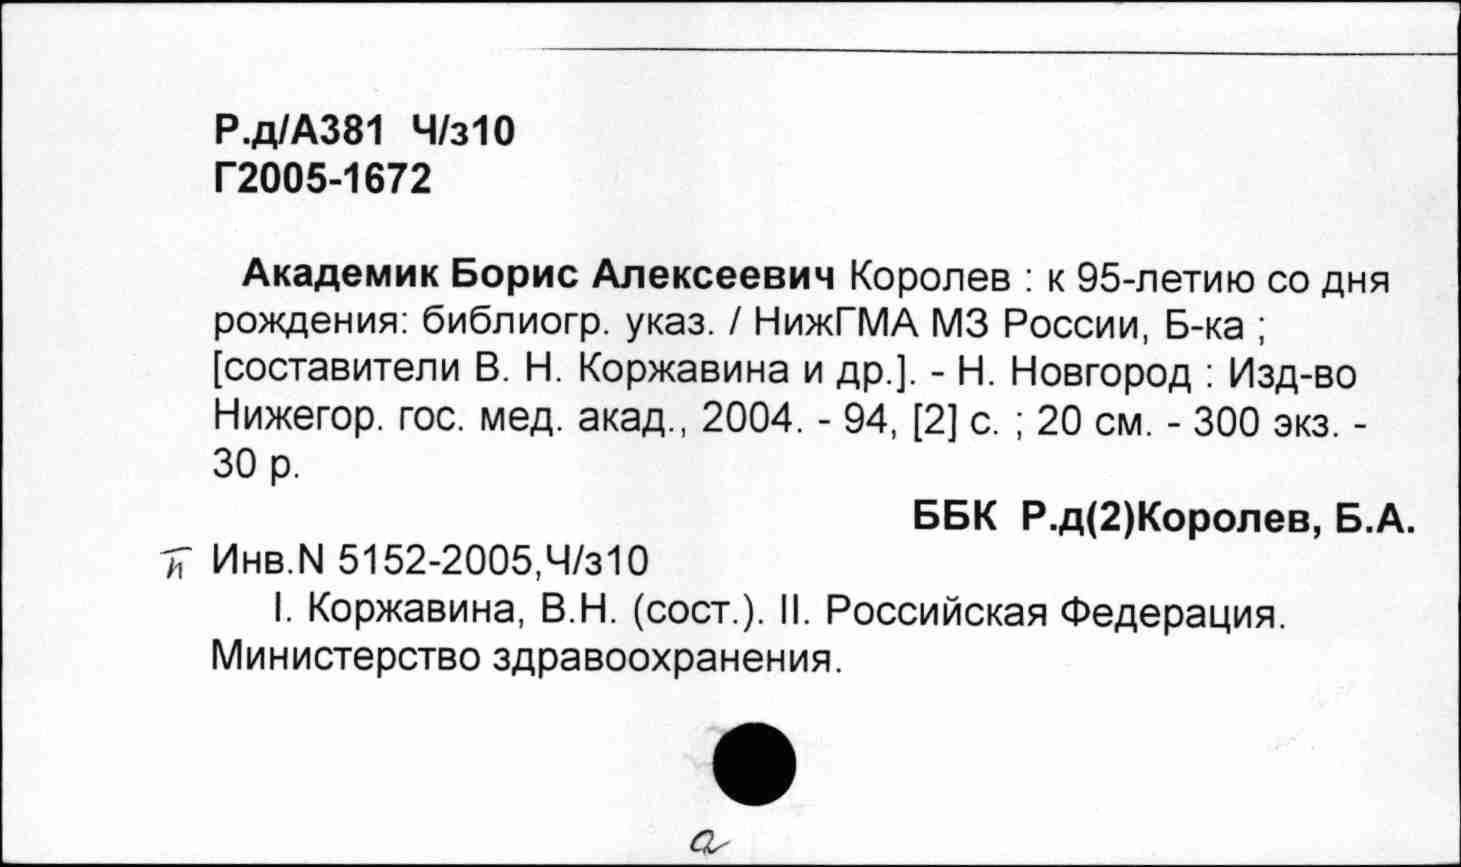 Р.д/А381 Ч/з10
Г2005-1672
Академик Борис Алексеевич Королев : к 95-летию со дня
рождения: библиогр. указ. / НижГМА МЗ России, Б-ка ;
[составители В. Н. Коржавина и др.]. - Н. Новгород : Изд-во
Нижегор. гос. мед. акад., 2004. - 94, [2] с. ; 20 см. - 300 экз. -
30 р.
ББК Р.д(2)Королев, Б.А.
Инв.N 5152-2005,Ч/з10
I. Коржавина, В.Н. (сост.). II. Российская Федерация.
Министерство здравоохранения.
а